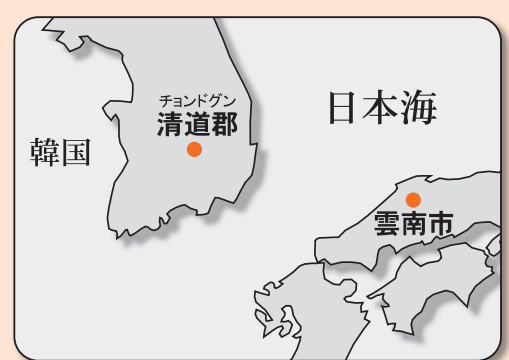 日本海
チョンドグン
清道郡
韓国
雲南市